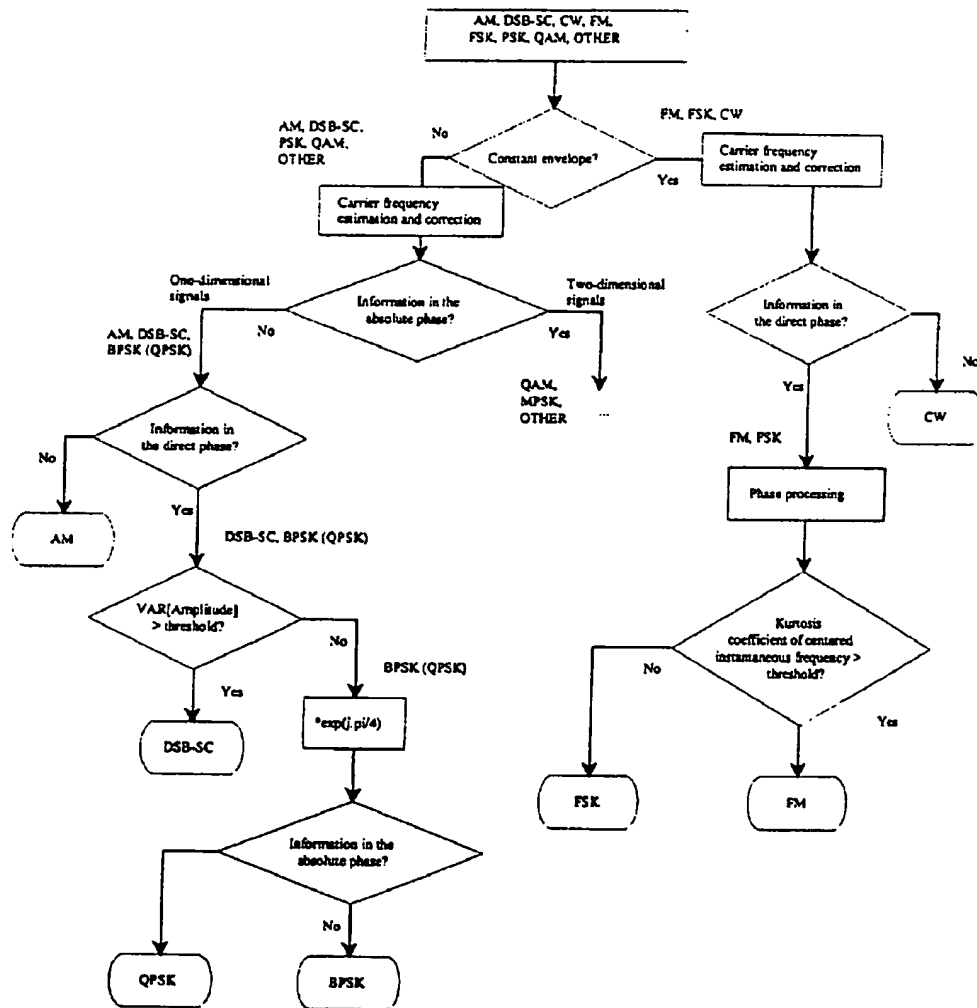 AM, DSB-SC, CW, FM,
FSK, PSK, QAM, OTHER
FM, FSK, CW
AM, DSB-SC,
PSK, QAM,
OTHER
No
Constant envelope?
Yes
Carrier frequency
estimation and correction
Carrier frequency
estimation and correction
One-dimensional
signals
Information in the
absolute phase?
Two-dimensional
signals
No
Yes
Information in
the direct phase?
No
Yes
CW
AM, DSB-SC,
BPSK (QPSK)
QAM,
MPSK,
OTHER
...
Information in
the direct phase?
No
Yes
AM
FM, FSK
Phase processing
DSB-SC, BPSK (QPSK)
VAR[Amplitude]
> threshold?
No
Yes
DSB-SC
BPSK (QPSK)
*exp(j.pi/4)
Kurtosis
coefficient of centered
instamaneous frequency >
threshold?
No
Yes
FSK
FM
Information in the
absolute phase?
No
QPSK
BPSK